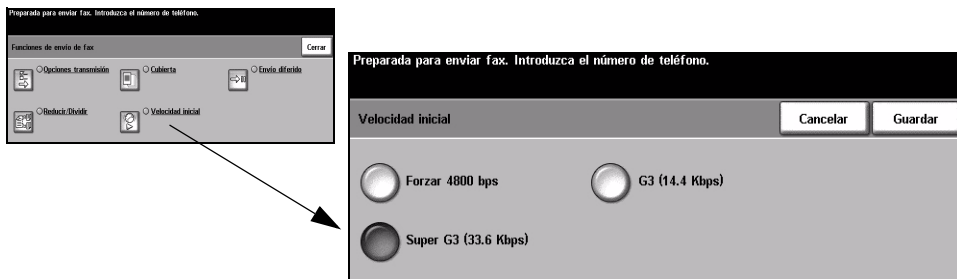 Preparada para enviar fax. Introduzca el número de teléfono.
Funciones de envío de fax
Cerrar
Opciones transmisión
Cubierta
Envío diferido
Reducir/Dividir
Velocidad inicial
Preparada para enviar fax. Introduzca el número de teléfono.
Velocidad inicial
Cancelar
Guardar
Forzar 4800 bps
G3 (14.4 Kbps)
Super G3 (33.6 Kbps)